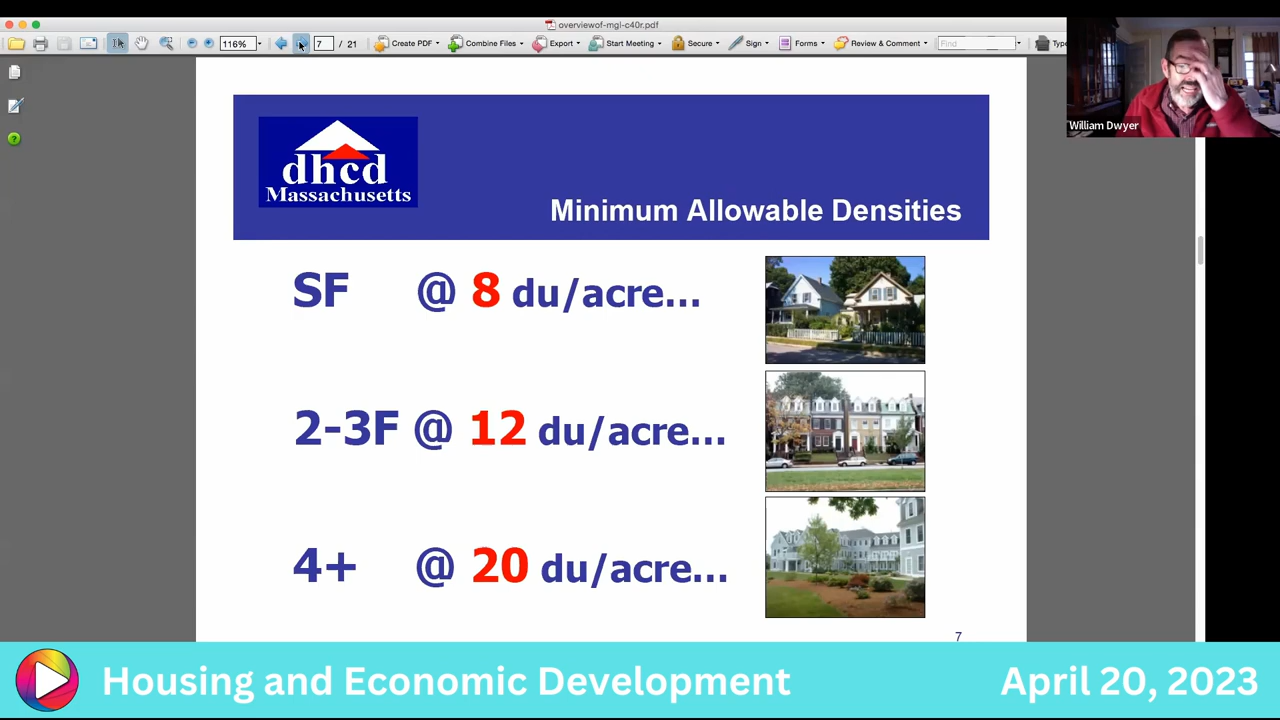 overviewof-mgl-c40r.pdf
116%
7 / 21
Create PDF
Combine Files
Export
Start Meeting
Secure
Sign
Forms
Review & Comment
Find
William Dwyer
dhcd
Massachusetts
Minimum Allowable Densities
SF @ 8 du/acre...
2-3F @ 12 du/acre...
4+ @ 20 du/acre...
7
Housing and Economic Development
April 20, 2023